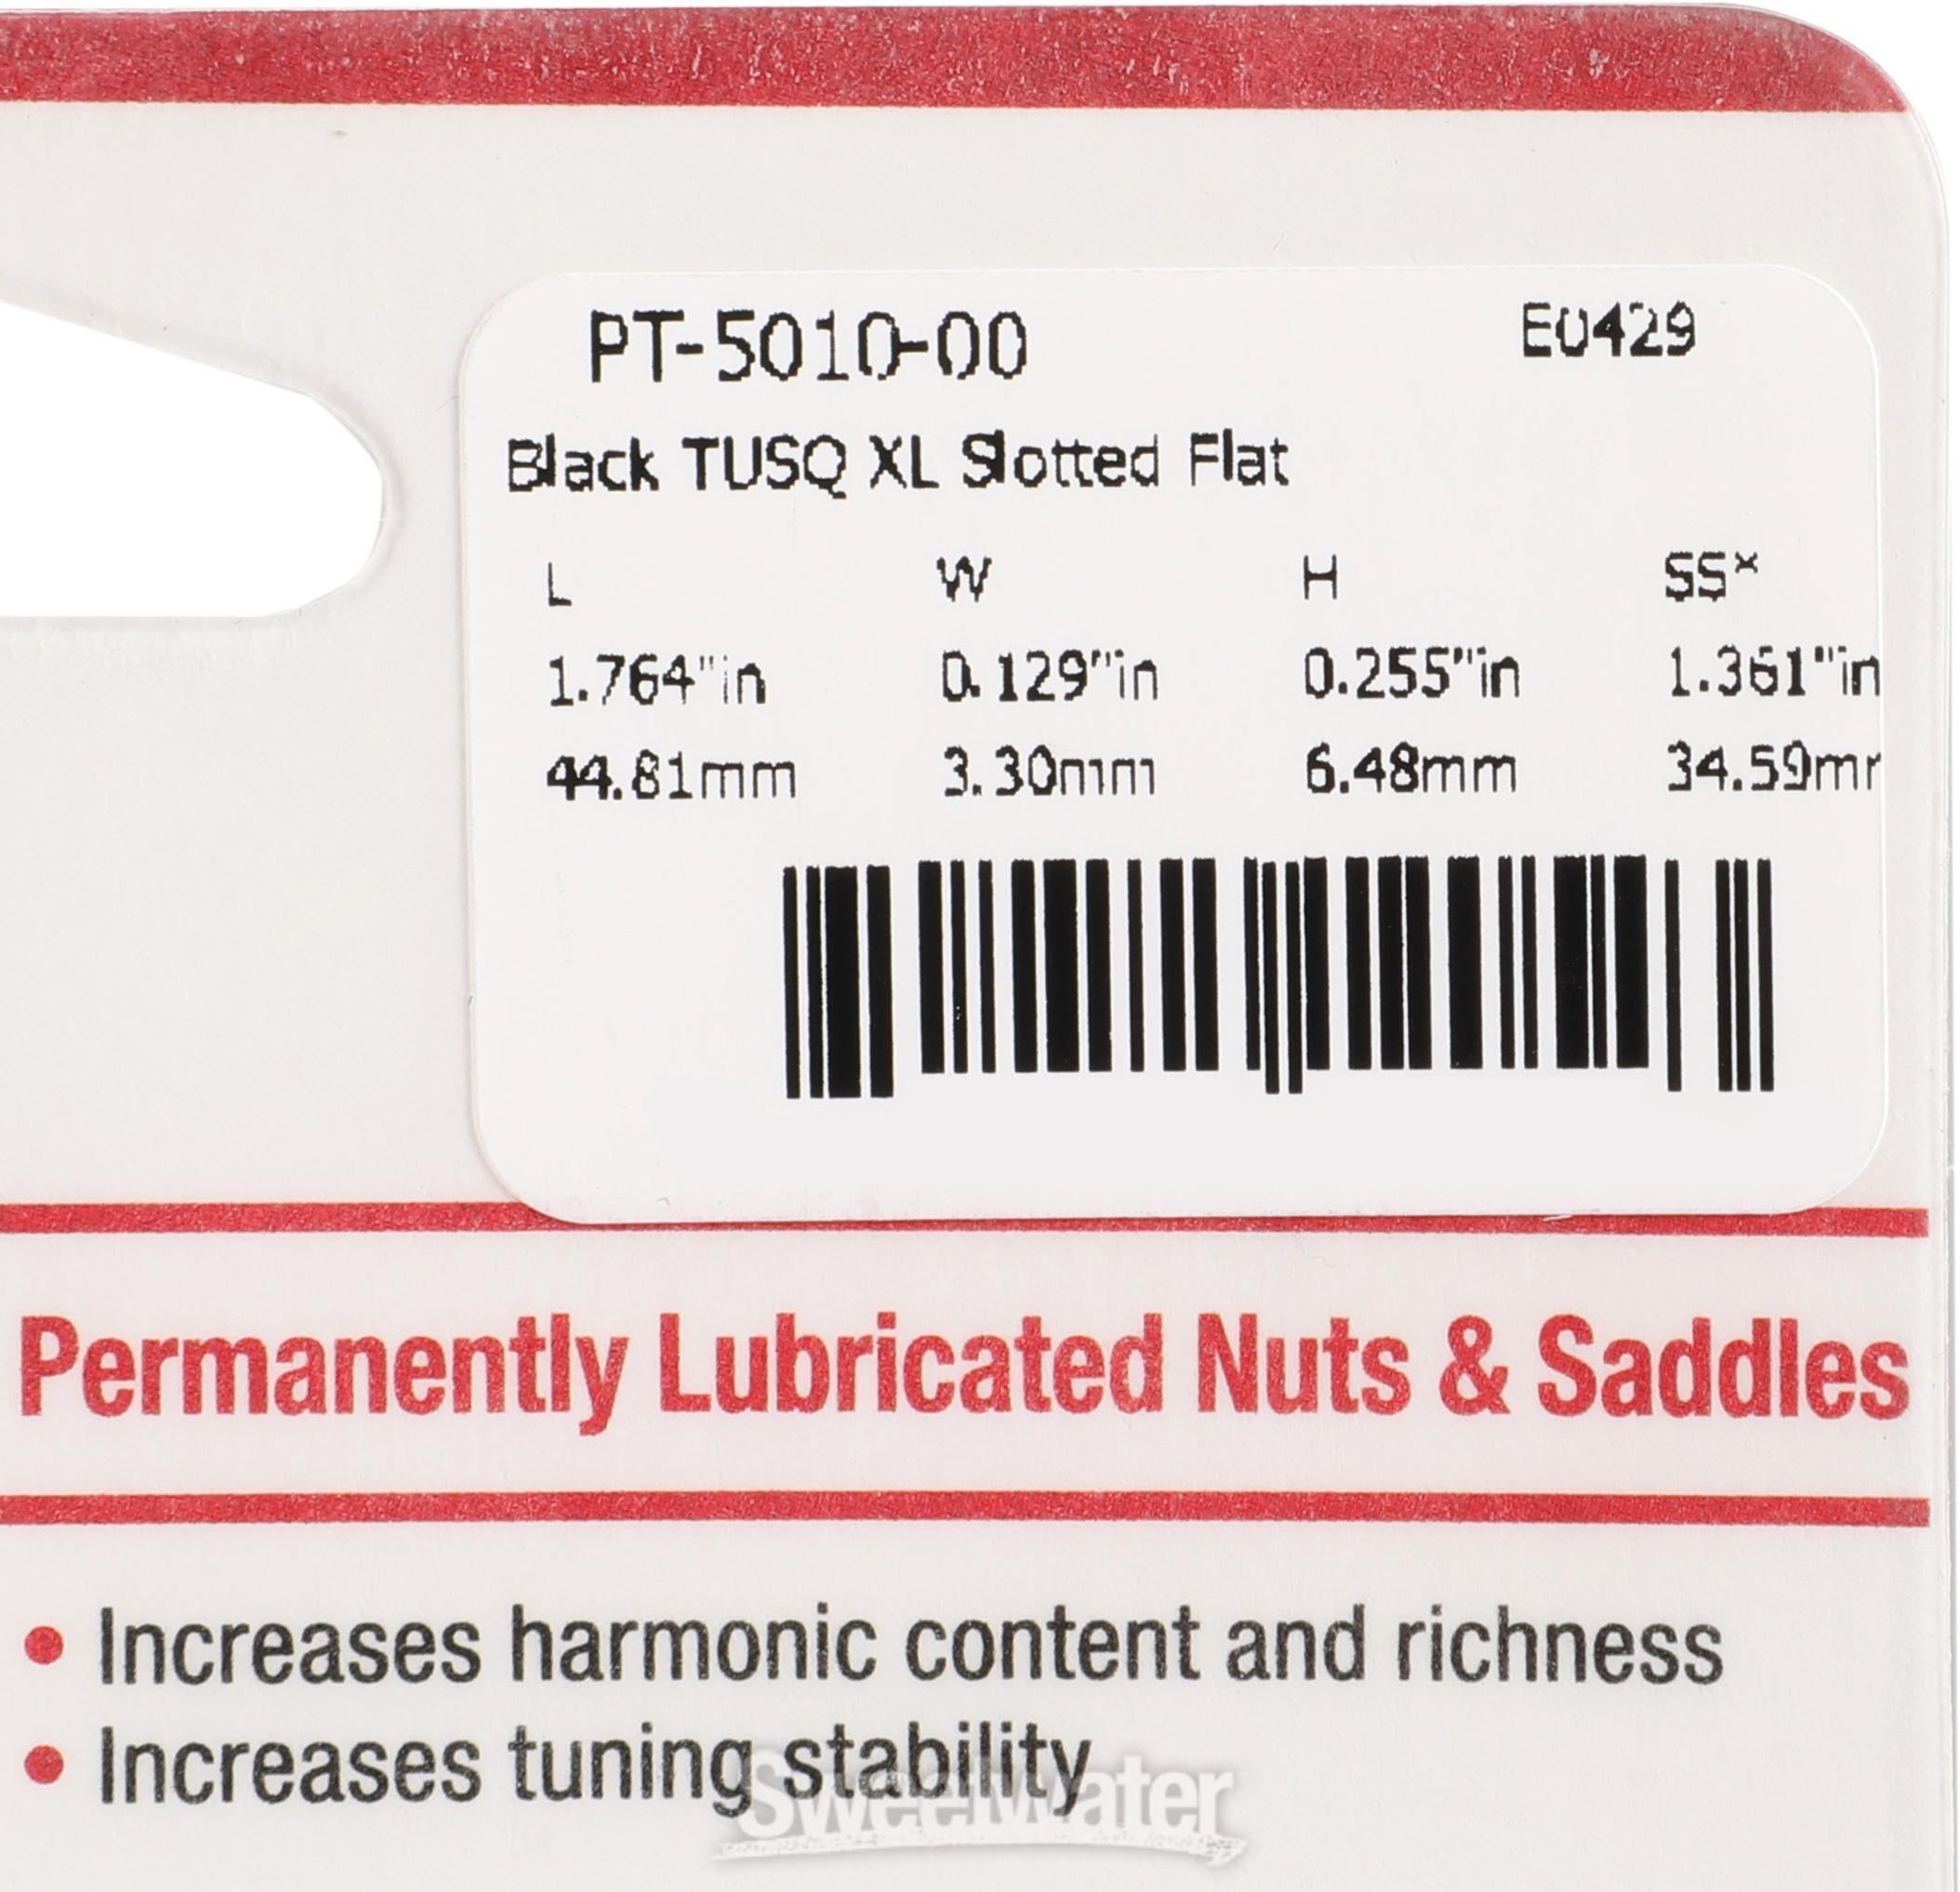 PT-5010-00 E0429
Black TUSQ XL Slotted Flat
L W H SS*
1.764"in 0.129"in 0.255"in 1.361"in
44.81mm 3.30mm 6.48mm 34.59mm
Permanently Lubricated Nuts & Saddles
• Increases harmonic content and richness
• Increases tuning stability
Sweetwater